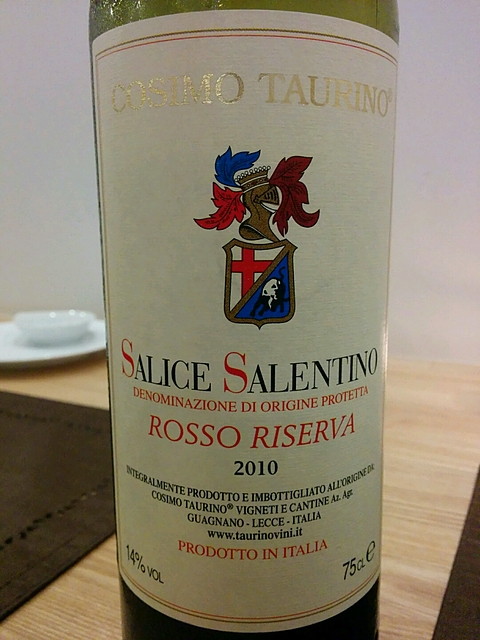 COSIMO TAURINO®
SALICE SALENTINO
DENOMINAZIONE DI ORIGINE PROTETTA
ROSSO RISERVA
2010
INTEGRALMENTE PRODOTTO E IMBOTTIGLIATO ALL'ORIGINE DA
COSIMO TAURINO® VIGNETI E CANTINE Az. Agr.
GUAGNANO - LECCE - ITALIA
www.taurinovini.it
PRODOTTO IN ITALIA
14% VOL
75CL e